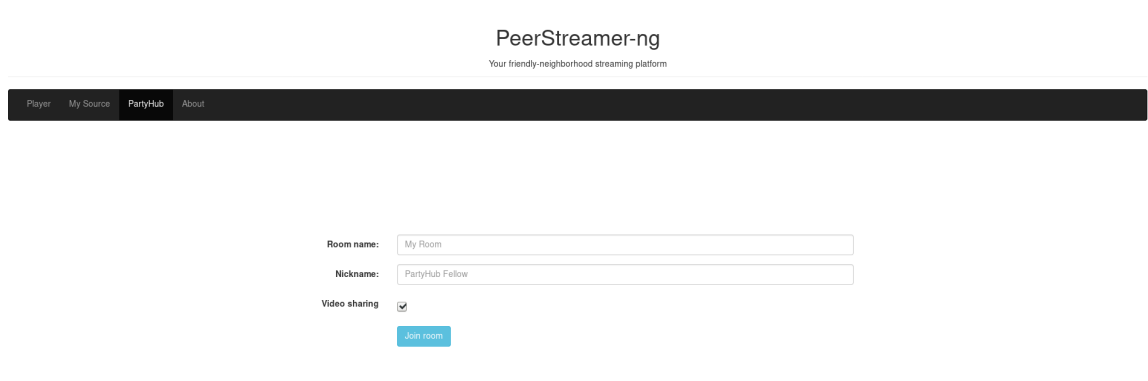 PeerStreamer-ng
Your friendly-neighborhood streaming platform
Player My Source PartyHub About
Room name: My Room
Nickname: PartyHub Fellow
Video sharing
Join room